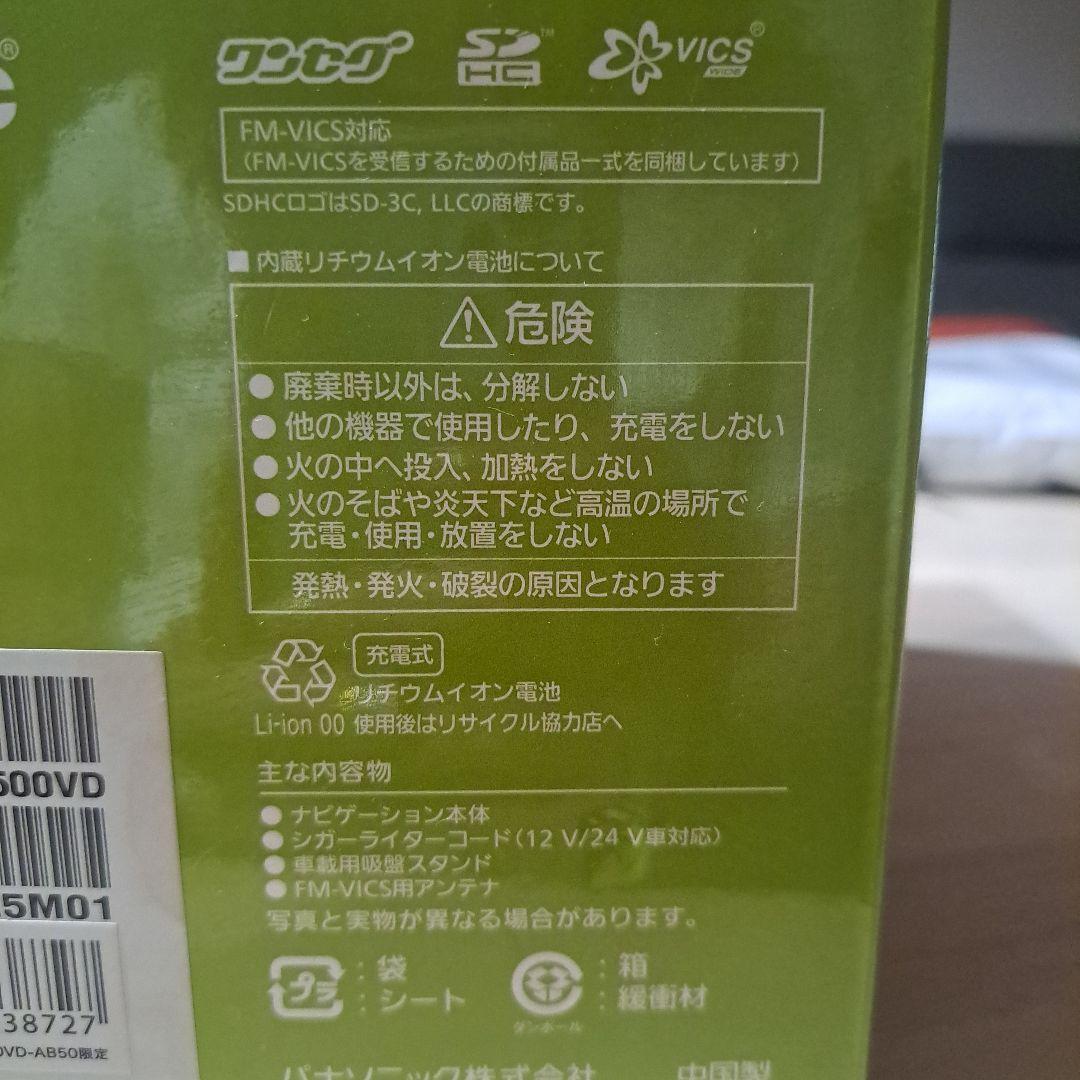 ワンセグ SDHC™ VICS® WIDE
®
FM-VICS対応
（FM-VICSを受信するための付属品一式を同梱しています）
SDHCロゴはSD-3C, LLCの商標です。
■ 内蔵リチウムイオン電池について
危険
● 廃棄時以外は、分解しない
● 他の機器で使用したり、充電をしない
● 火の中へ投入、加熱をしない
● 火のそばや炎天下など高温の場所で
充電・使用・放置をしない
発熱・発火・破裂の原因となります
充電式
リチウムイオン電池
Li-ion 00 使用後はリサイクル協力店へ
主な内容物
● ナビゲーション本体
● シガーライターコード（12 V/24 V車対応）
● 車載用吸盤スタンド
● FM-VICS用アンテナ
写真と実物が異なる場合があります。
プラ ：袋
：シート
ダンボール ：箱
：緩衝材
パナソニック株式会社 中国製
500VD
5M01
38727
0VD-AB50限定